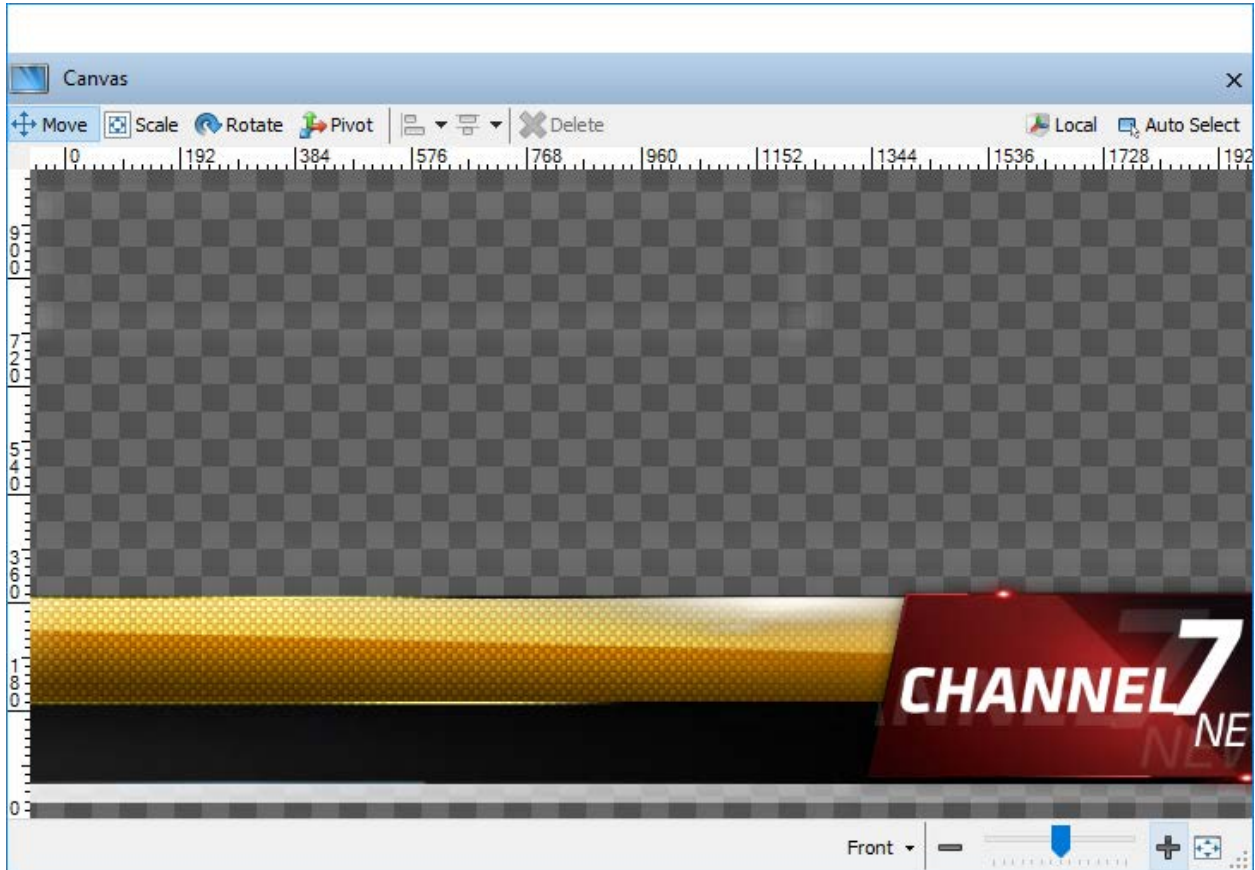 Canvas
Move Scale Rotate Pivot Delete Local Auto Select
0 192 384 576 768 960 1152 1344 1536 1728 192
900
720
540
360
180
0
CHANNEL 7
NE
Front